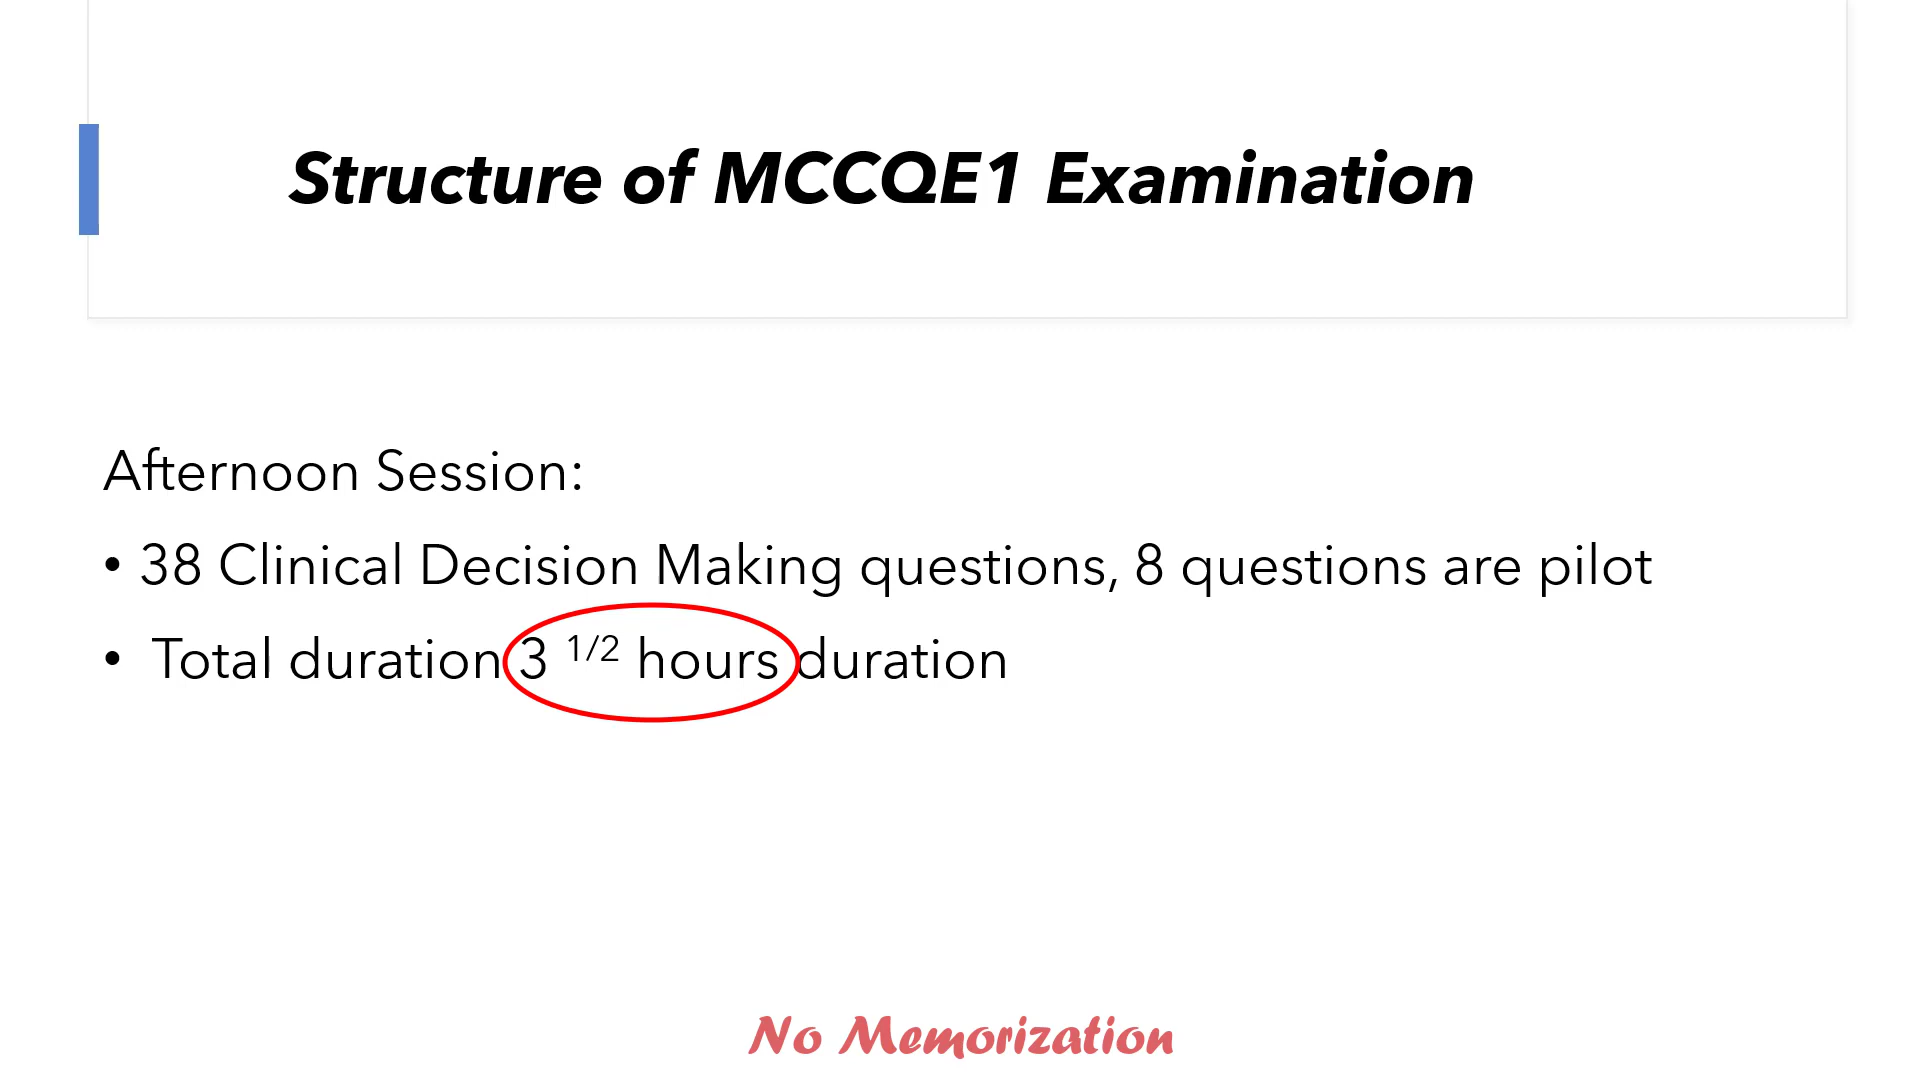 Structure of MCCQE1 Examination
Afternoon Session:
• 38 Clinical Decision Making questions, 8 questions are pilot
• Total duration 3 1/2 hours duration
No Memorization